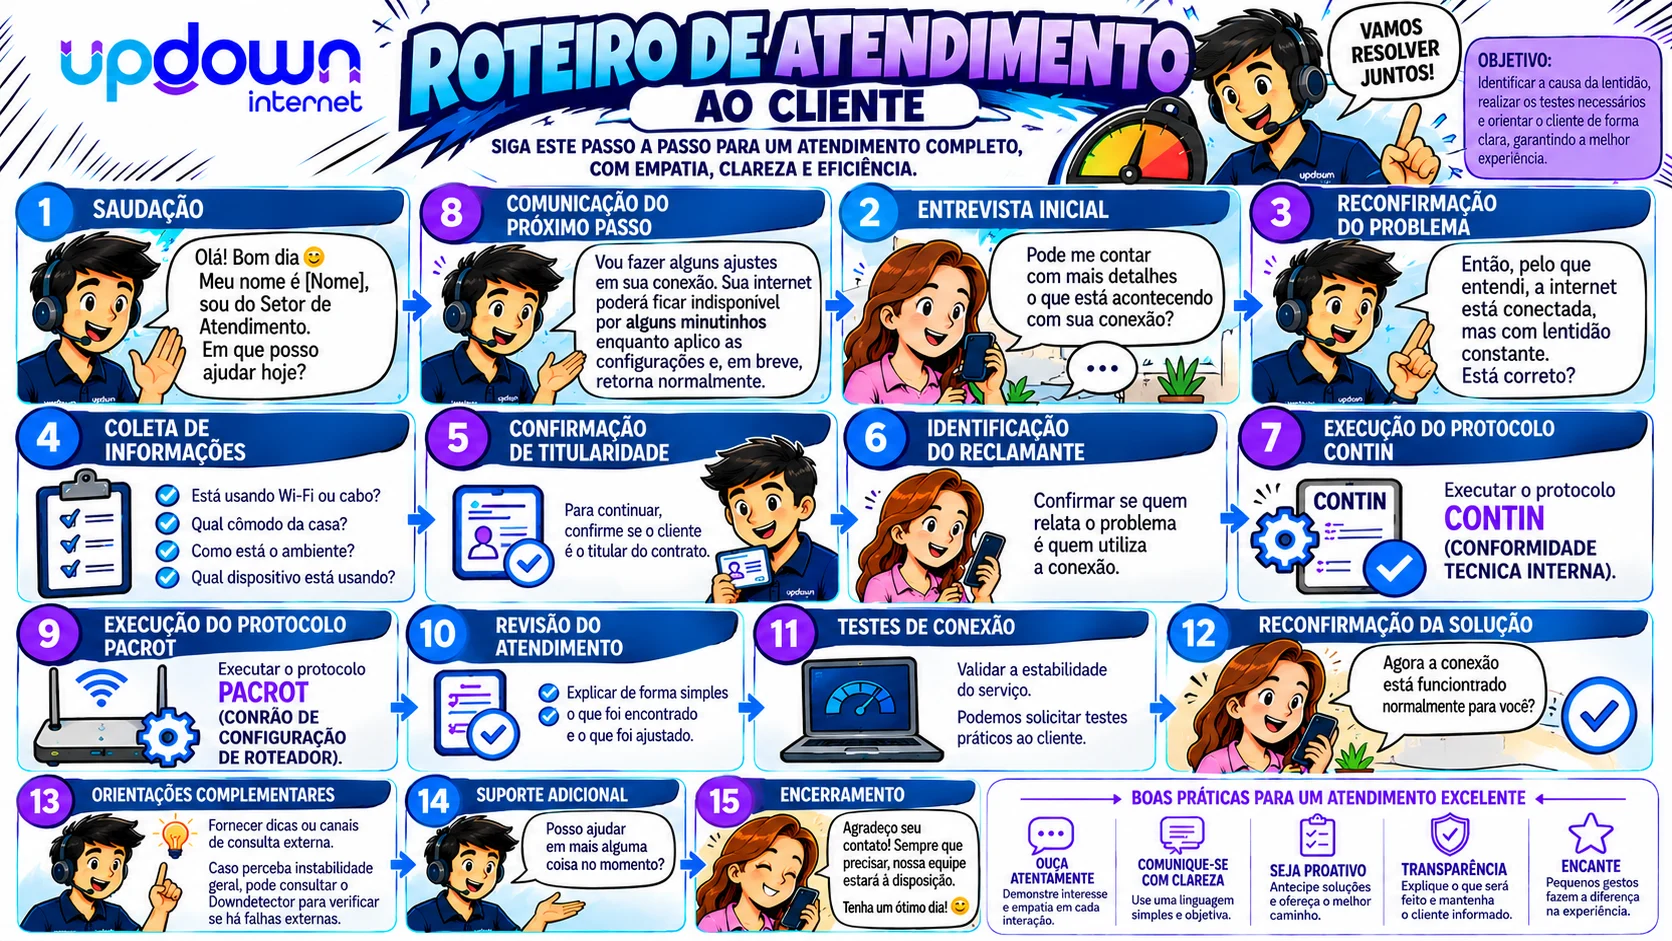 updown
internet
ROTEIRO DE ATENDIMENTO
AO CLIENTE
SIGA ESTE PASSO A PASSO PARA UM ATENDIMENTO COMPLETO,
COM EMPATIA, CLAREZA E EFICIÊNCIA.
VAMOS
RESOLVER
JUNTOS!
updown
OBJETIVO:
Identificar a causa da lentidão,
realizar os testes necessários
e orientar o cliente de forma
clara, garantindo a melhor
experiência.
1
SAUDAÇÃO
Olá! Bom dia 😊
Meu nome é [Nome],
sou do Setor de
Atendimento.
Em que posso
ajudar hoje?
updown
8
COMUNICAÇÃO DO
PRÓXIMO PASSO
Vou fazer alguns ajustes
em sua conexão. Sua internet
poderá ficar indisponível
por alguns minutinhos
enquanto aplico as
configurações e, em breve,
retorna normalmente.
updown
2
ENTREVISTA INICIAL
Pode me contar
com mais detalhes
o que está acontecendo
com sua conexão?
3
RECONFIRMAÇÃO
DO PROBLEMA
Então, pelo que
entendi, a internet
está conectada,
mas com lentidão
constante.
Está correto?
updown
4
COLETA DE
INFORMAÇÕES
Está usando Wi-Fi ou cabo?
Qual cômodo da casa?
Como está o ambiente?
Qual dispositivo está usando?
5
CONFIRMAÇÃO
DE TITULARIDADE
Para continuar,
confirme se o cliente
é o titular do contrato.
updown
6
IDENTIFICAÇÃO
DO RECLAMANTE
Confirmar se quem
relata o problema
é quem utiliza
a conexão.
7
EXECUÇÃO DO PROTOCOLO
CONTIN
CONTIN
Executar o protocolo
CONTIN
(CONFORMIDADE
TECNICA INTERNA).
9
EXECUÇÃO DO PROTOCOLO
PACROT
Executar o protocolo
PACROT
(CONRÃO DE
CONFIGURAÇÃO
DE ROTEADOR).
10
REVISÃO DO
ATENDIMENTO
Explicar de forma simples
o que foi encontrado
e o que foi ajustado.
11
TESTES DE CONEXÃO
Validar a estabilidade
do serviço.
Podemos solicitar testes
práticos ao cliente.
12
RECONFIRMAÇÃO DA SOLUÇÃO
Agora a conexão
está funciontrado
normalmente para você?
13
ORIENTAÇÕES COMPLEMENTARES
Fornecer dicas ou canais
de consulta externa.
Caso perceba instabilidade
geral, pode consultar o
Downdetector para verificar
se há falhas externas.
14
SUPORTE ADICIONAL
Posso ajudar
em mais alguma
coisa no momento?
15
ENCERRAMENTO
Agradeço seu
contato! Sempre que
precisar, nossa equipe
estará à disposição.
Tenha um ótimo dia! 😊
BOAS PRÁTICAS PARA UM ATENDIMENTO EXCELENTE
OUÇA
ATENTAMENTE
Demonstre interesse
e empatia em cada
interação.
COMUNIQUE-SE
COM CLAREZA
Use uma linguagem
simples e objetiva.
SEJA PROATIVO
Antecipe soluções
e ofereça o melhor
caminho.
TRANSPARÊNCIA
Explique o que será
feito e mantenha
o cliente informado.
ENCANTE
Pequenos gestos
fazem a diferença
na experiência.